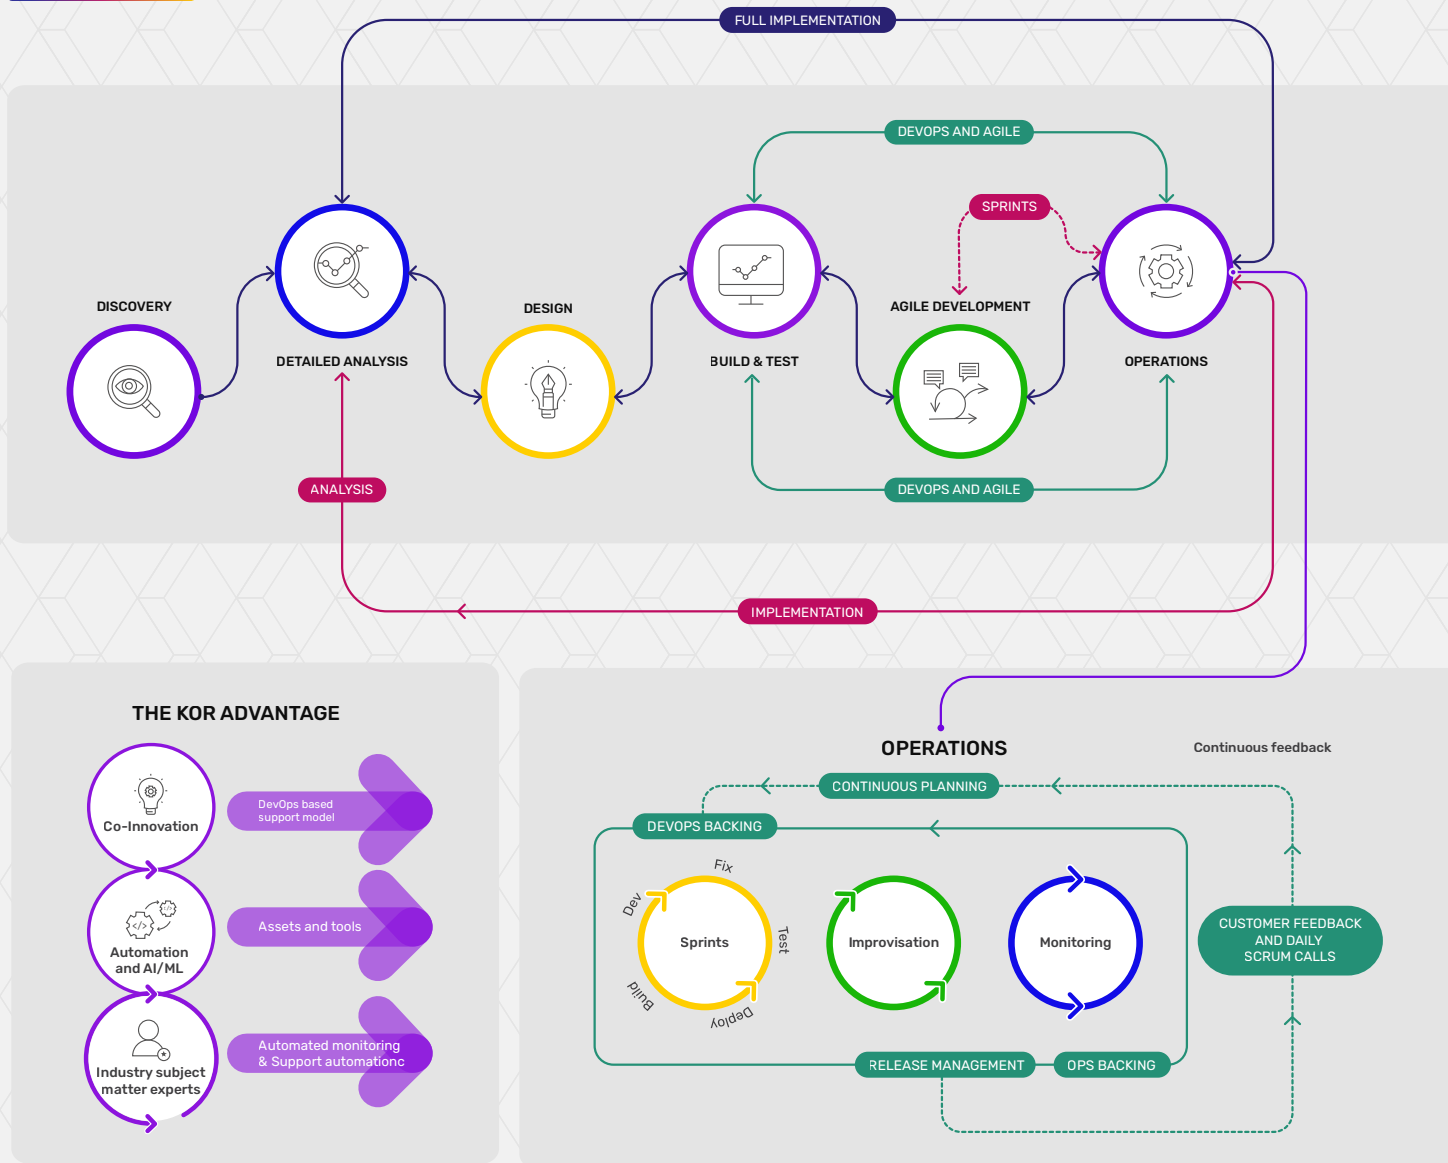 FULL IMPLEMENTATION
DEVOPS AND AGILE
SPRINTS
DISCOVERY
DESIGN
AGILE DEVELOPMENT
DETAILED ANALYSIS
BUILD & TEST
OPERATIONS
ANALYSIS
DEVOPS AND AGILE
IMPLEMENTATION
THE KOR ADVANTAGE
Co-Innovation
DevOps based
support model
Automation
and AI/ML
Assets and tools
Industry subject
matter experts
Automated monitoring
& Support automationc
OPERATIONS
Continuous feedback
CONTINUOUS PLANNING
DEVOPS BACKING
Fix
Dev
Test
Build
Deploy
Sprints
Improvisation
Monitoring
CUSTOMER FEEDBACK
AND DAILY
SCRUM CALLS
RELEASE MANAGEMENT
OPS BACKING